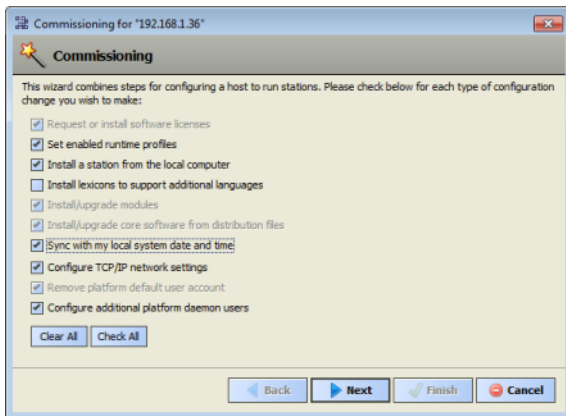 Commissioning for "192.168.1.36"
Commissioning
This wizard combines steps for configuring a host to run stations. Please check below for each type of configuration
change you wish to make:
Request or install software licenses
Set enabled runtime profiles
Install a station from the local computer
Install lexicons to support additional languages
Install/upgrade modules
Install/upgrade core software from distribution files
Sync with my local system date and time
Configure TCP/IP network settings
Remove platform default user account
Configure additional platform daemon users
Clear All Check All
Back Next Finish Cancel